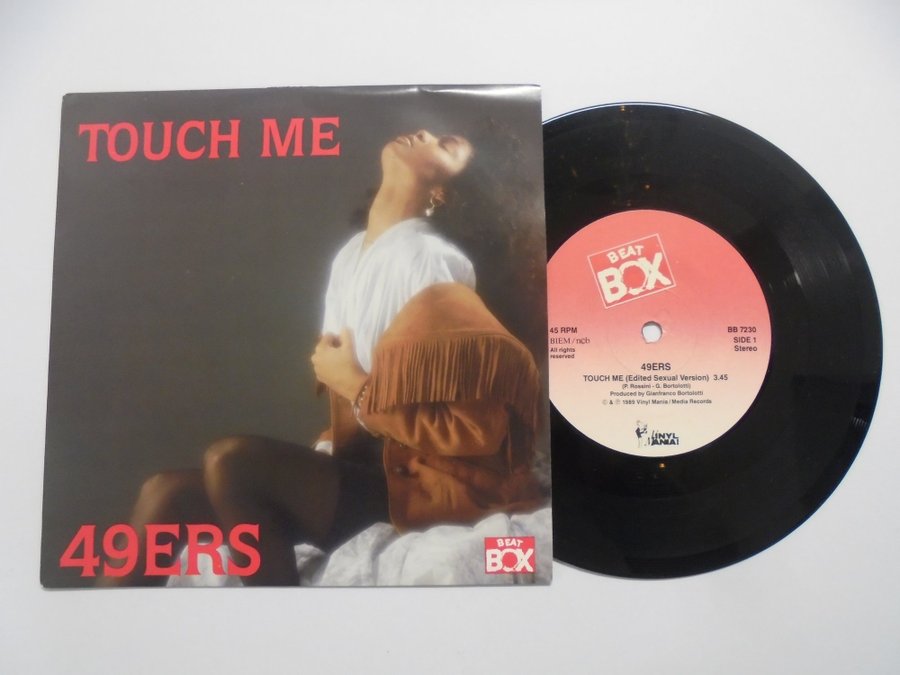 TOUCH ME
49ERS
BEAT
BOX
BEAT
BOX
45 RPM
BIEM / ncb
All rights
reserved
BB 7230
SIDE 1
Stereo
49ERS
TOUCH ME (Edited Sexual Version) 3.45
(P. Rossini - G. Bortolotti)
Produced by Gianfranco Bortolotti
© & ℗ 1989 Vinyl Mania / Media Records
VINYL
MANIA!